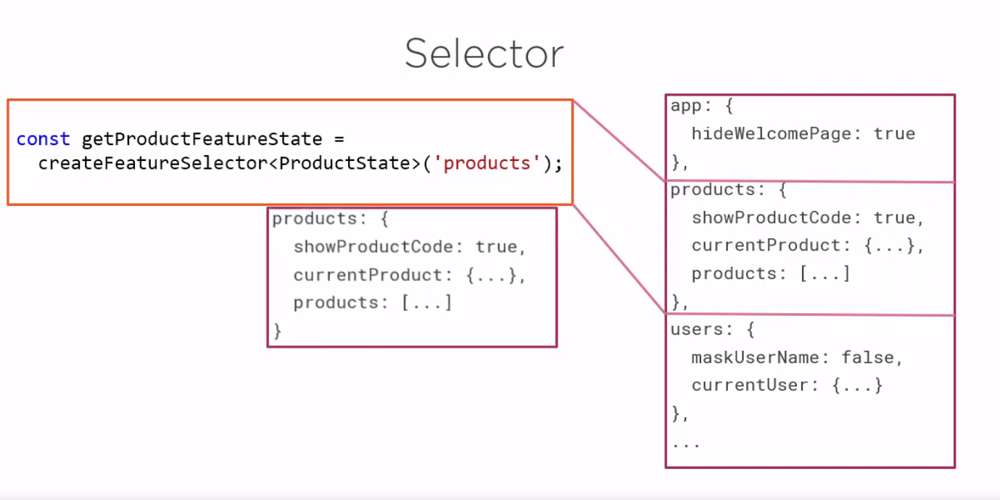 Selector
const getProductFeatureState =
createFeatureSelector<ProductState>('products');
products: {
showProductCode: true,
currentProduct: {...},
products: [...]
}
app: {
hideWelcomePage: true
},
products: {
showProductCode: true,
currentProduct: {...},
products: [...]
},
users: {
maskUserName: false,
currentUser: {...}
},
...